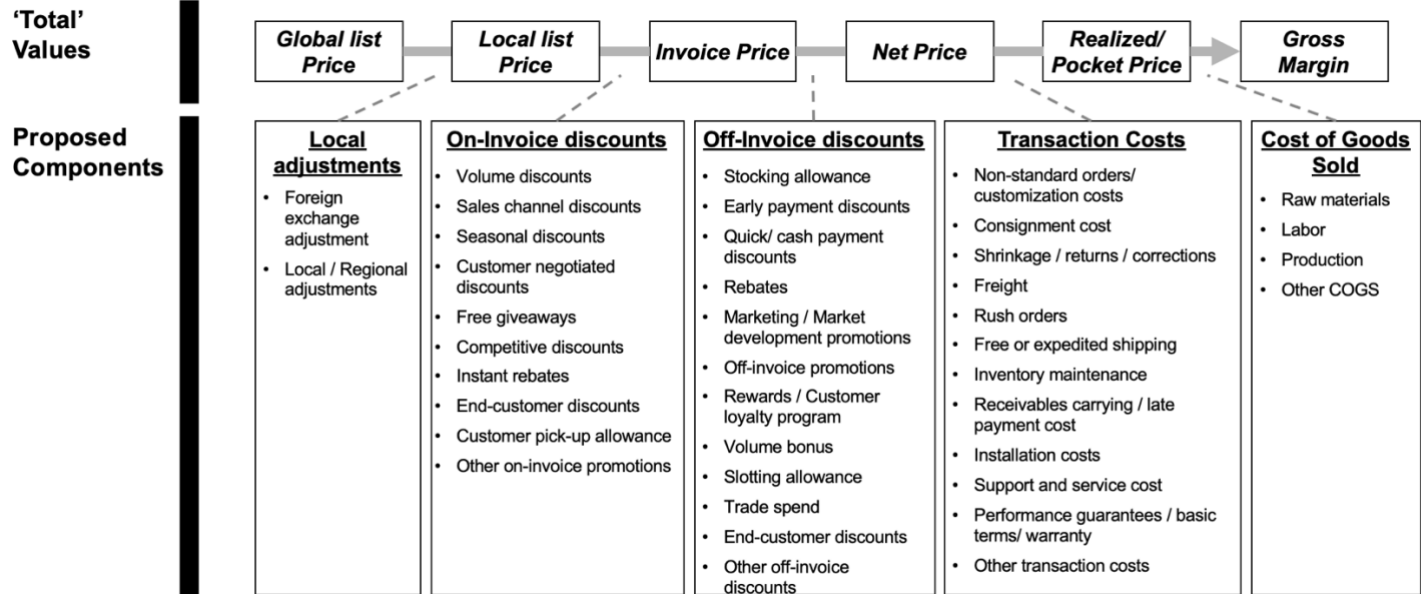 ‘Total’
Values
Global list
Price
Local list
Price
Invoice Price
Net Price
Realized/
Pocket Price
Gross
Margin
Proposed
Components
Local
adjustments
• Foreign
exchange
adjustment
• Local / Regional
adjustments
On-Invoice discounts
• Volume discounts
• Sales channel discounts
• Seasonal discounts
• Customer negotiated
discounts
• Free giveaways
• Competitive discounts
• Instant rebates
• End-customer discounts
• Customer pick-up allowance
• Other on-invoice promotions
Off-Invoice discounts
• Stocking allowance
• Early payment discounts
• Quick/ cash payment
discounts
• Rebates
• Marketing / Market
development promotions
• Off-invoice promotions
• Rewards / Customer
loyalty program
• Volume bonus
• Slotting allowance
• Trade spend
• End-customer discounts
• Other off-invoice
discounts
Transaction Costs
• Non-standard orders/
customization costs
• Consignment cost
• Shrinkage / returns / corrections
• Freight
• Rush orders
• Free or expedited shipping
• Inventory maintenance
• Receivables carrying / late
payment cost
• Installation costs
• Support and service cost
• Performance guarantees / basic
terms/ warranty
• Other transaction costs
Cost of Goods
Sold
• Raw materials
• Labor
• Production
• Other COGS